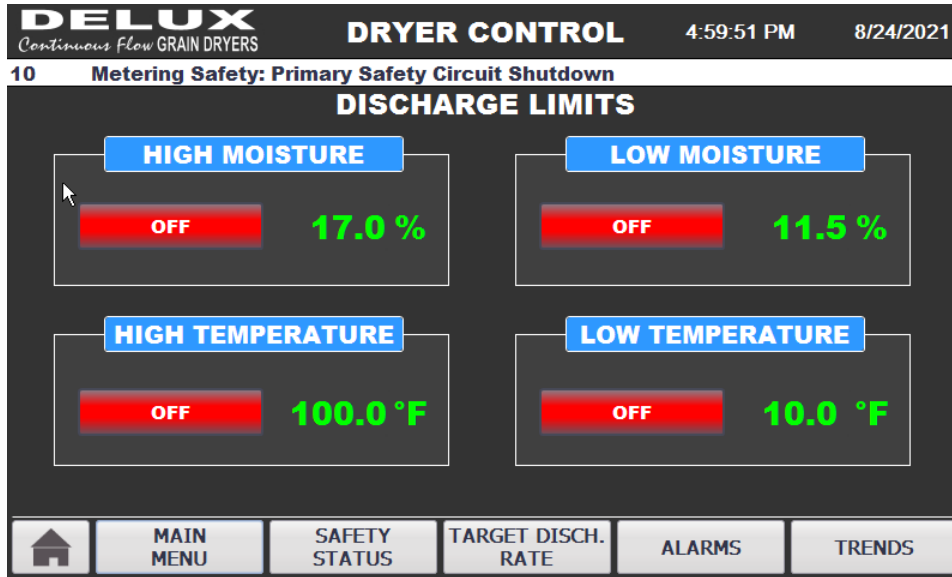 DELUX
Continuous Flow GRAIN DRYERS
DRYER CONTROL
4:59:51 PM
8/24/2021
10 Metering Safety: Primary Safety Circuit Shutdown
DISCHARGE LIMITS
HIGH MOISTURE
OFF 17.0 %
LOW MOISTURE
OFF 11.5 %
HIGH TEMPERATURE
OFF 100.0 °F
LOW TEMPERATURE
OFF 10.0 °F
MAIN
MENU
SAFETY
STATUS
TARGET DISCH.
RATE
ALARMS
TRENDS